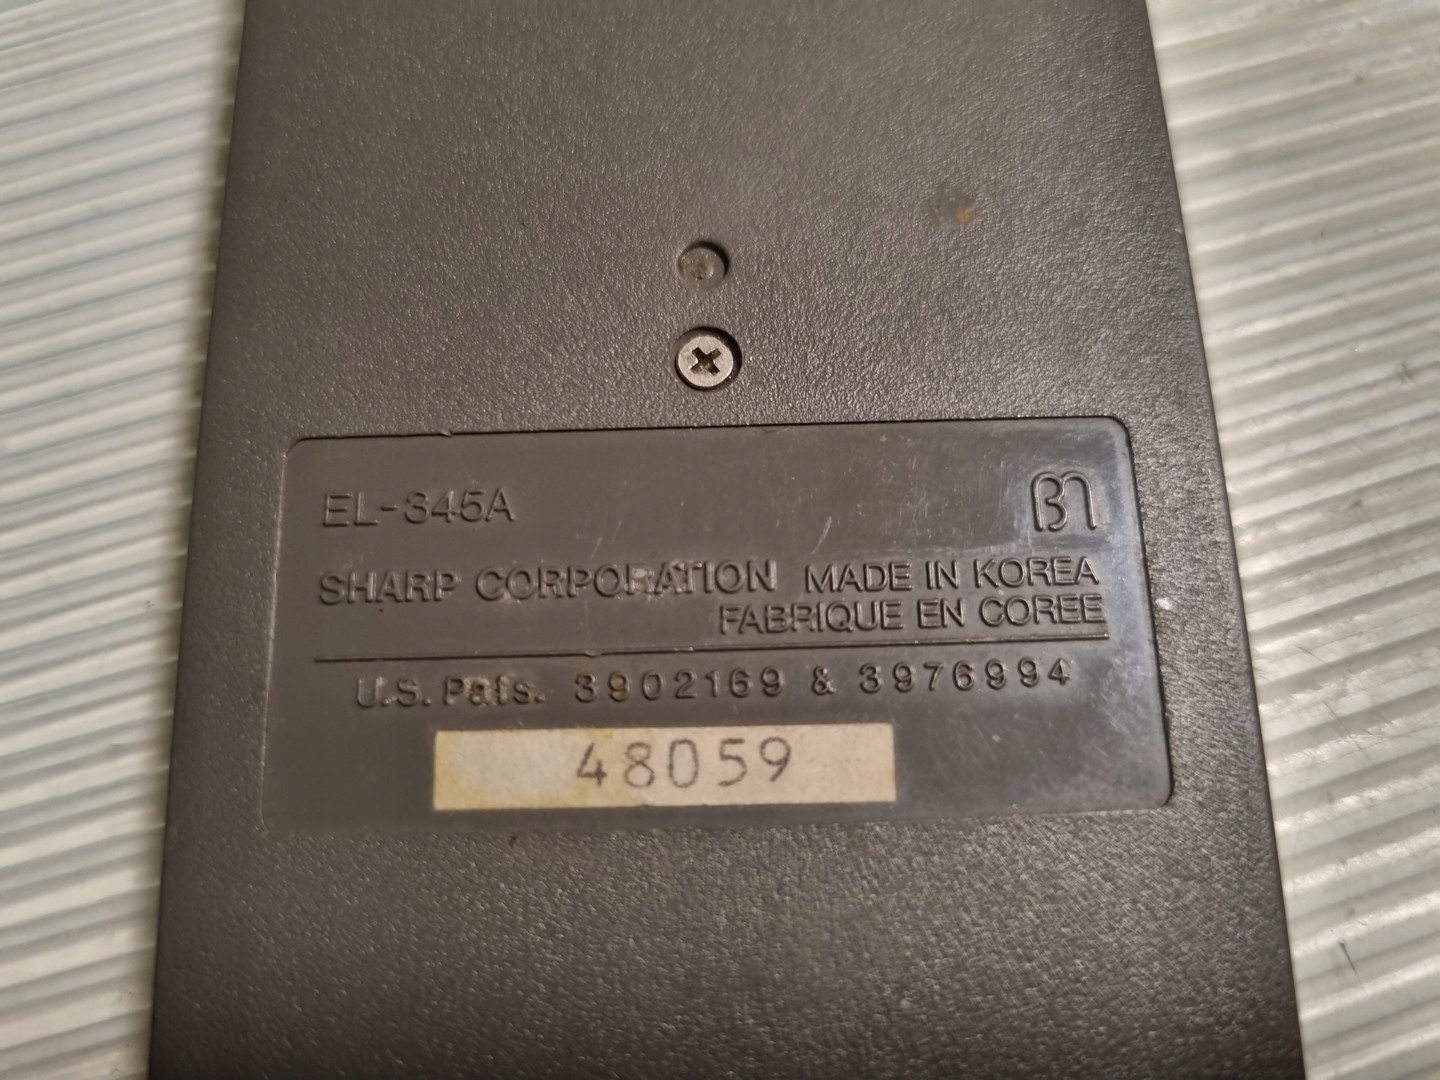 EL-345A
SHARP CORPORATION MADE IN KOREA
FABRIQUE EN COREE
U.S. Pats. 3902169 & 3976994
48059